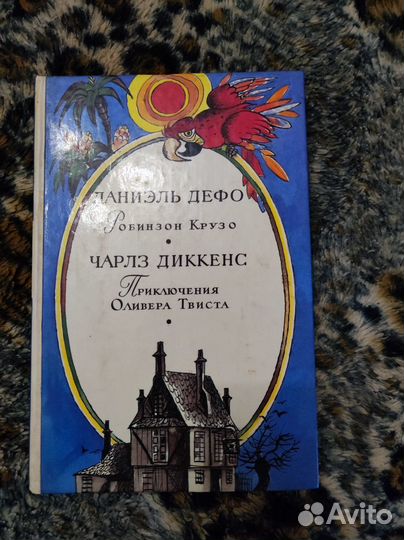 ДАНИЭЛЬ ДЕФО
Робинзон Крузо
•
ЧАРЛЗ ДИККЕНС
Приключения
Оливера Твиста
•
Avito